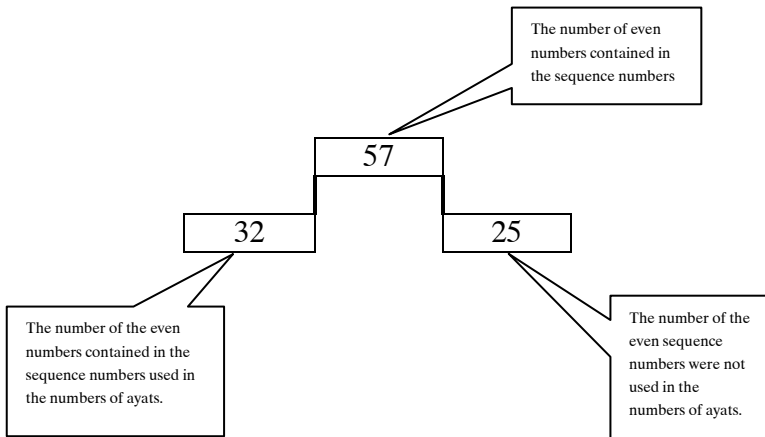 The number of even
numbers contained in
the sequence numbers
57
32
25
The number of the even
numbers contained in the
sequence numbers used in
the numbers of ayats.
The number of the
even sequence
numbers were not
used in the
numbers of ayats.